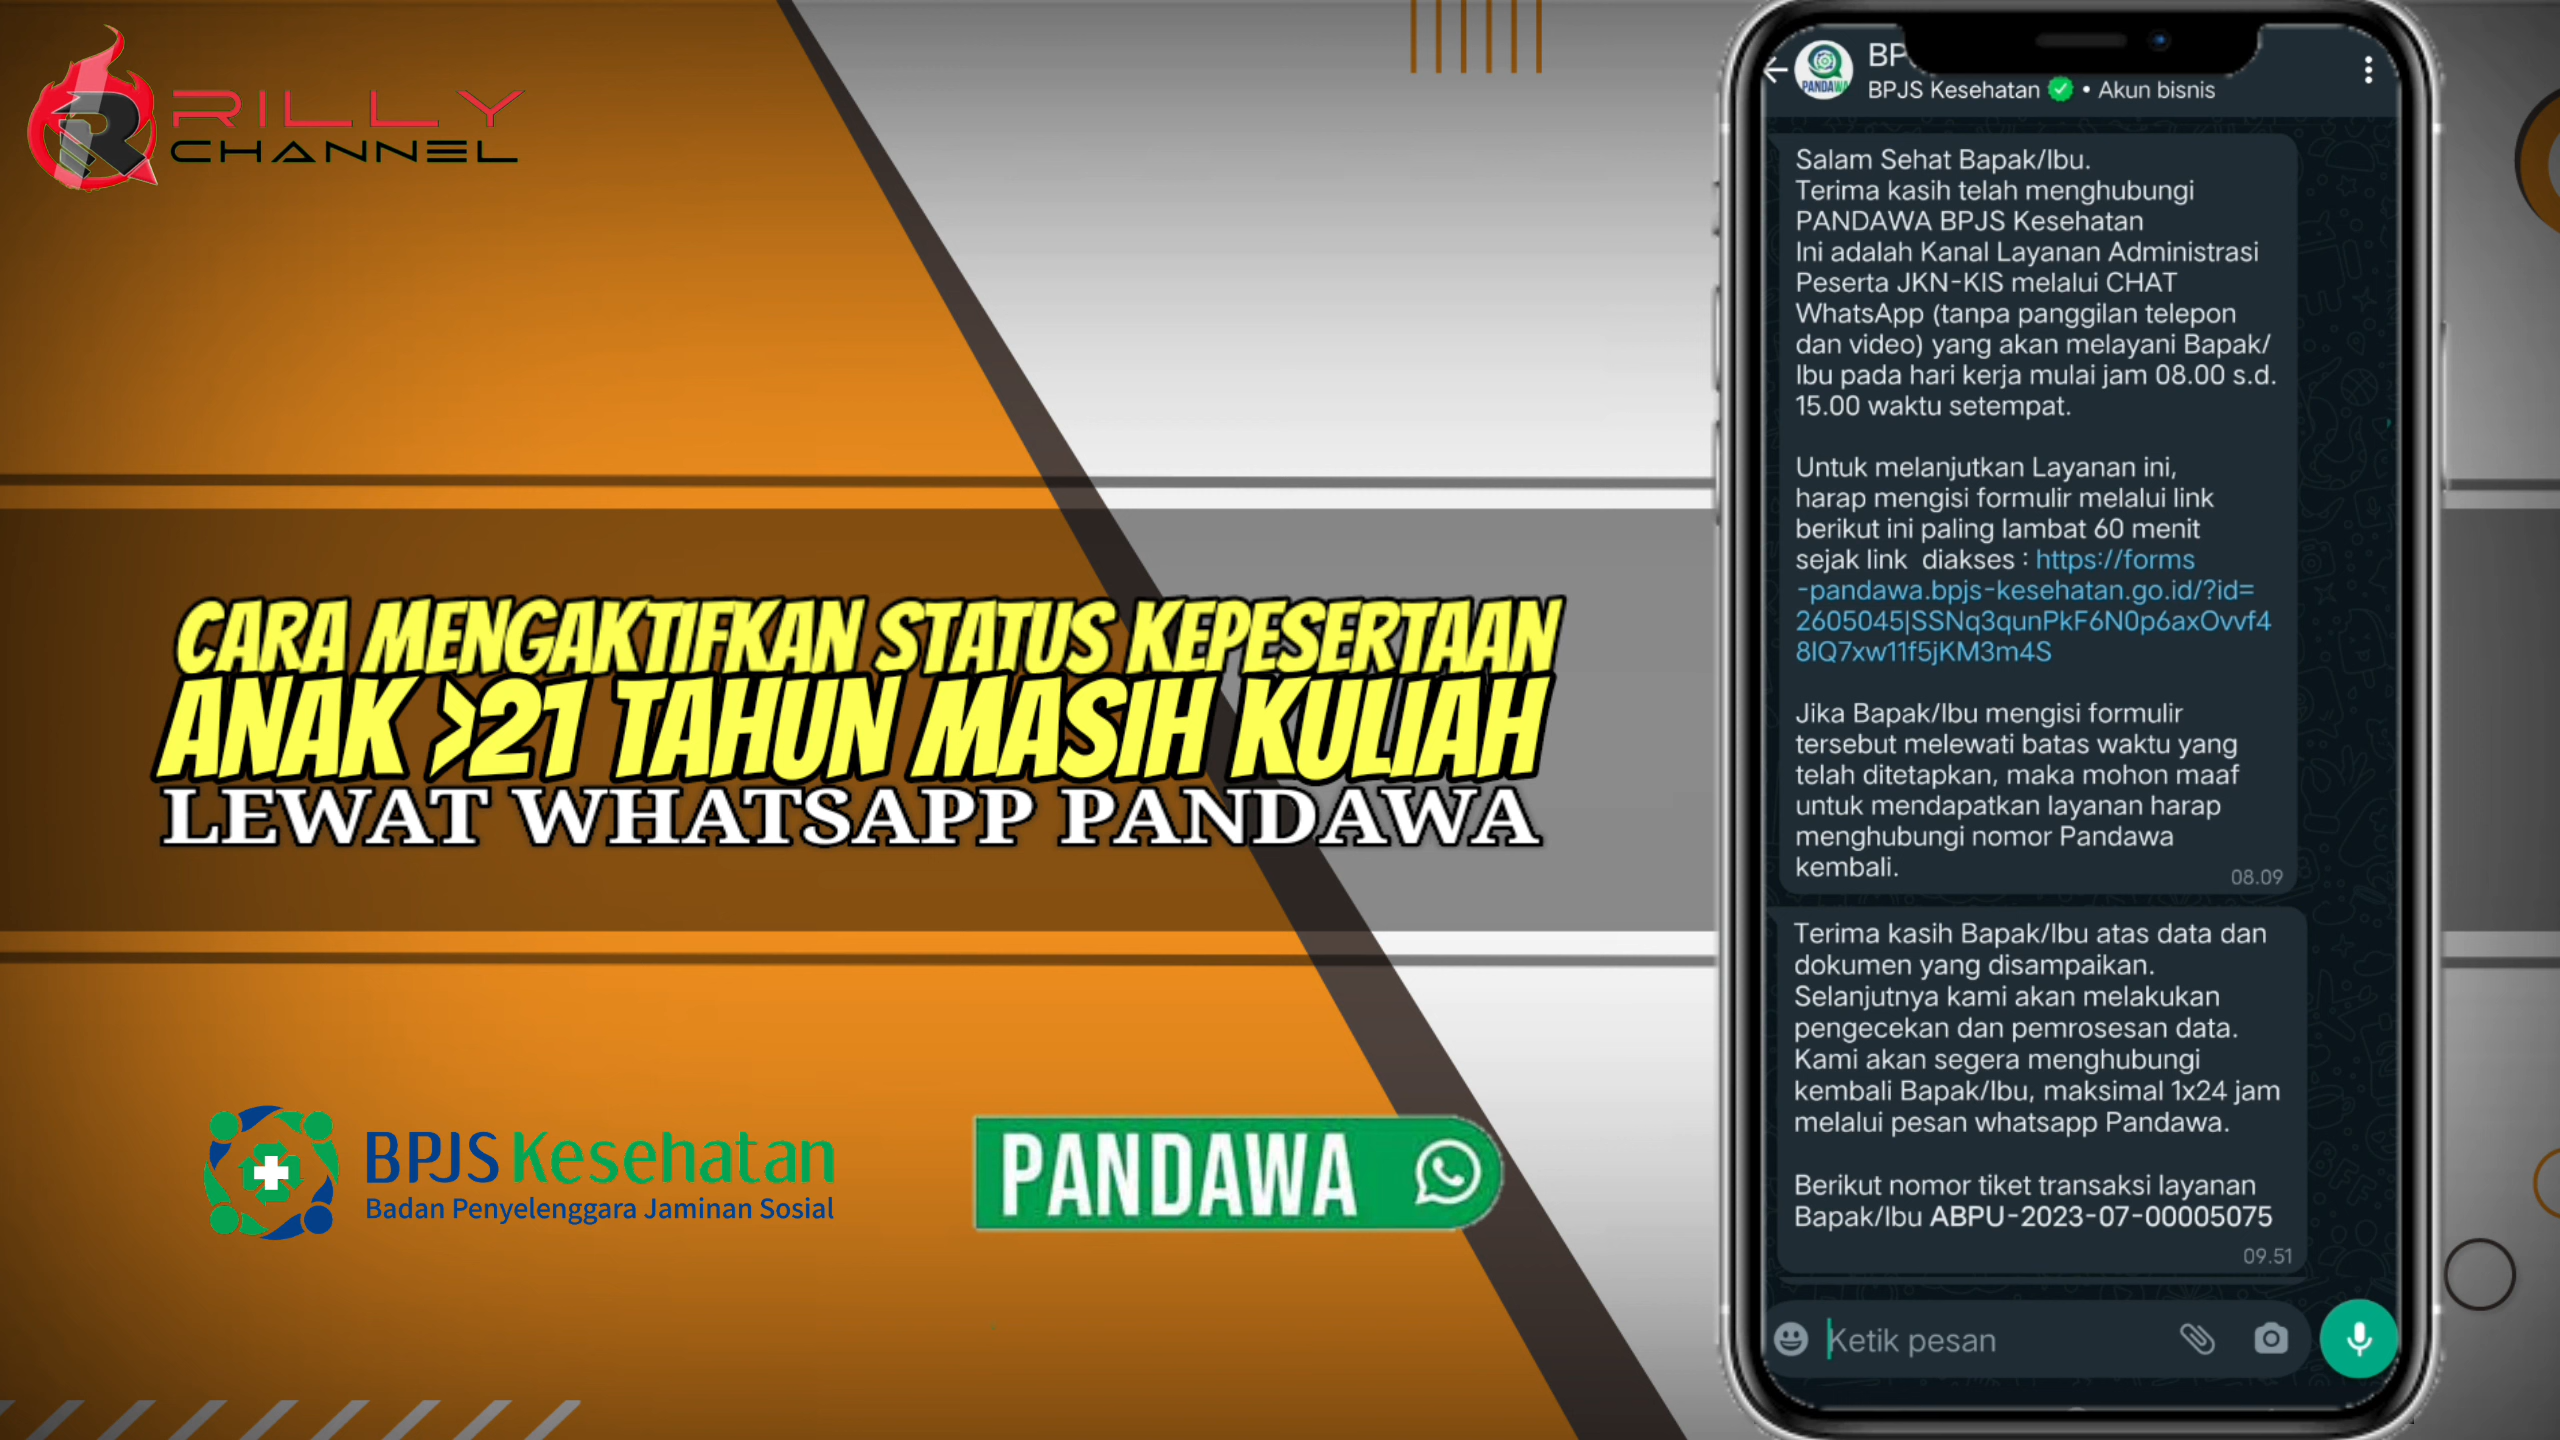 RILLY
CHANNEL
CARA MENGAKTIFKAN STATUS KEPESERTAAN
ANAK >21 TAHUN MASIH KULIAH
LEWAT WHATSAPP PANDAWA
BPJS Kesehatan
Badan Penyelenggara Jaminan Sosial
PANDAWA
PANDAWA
BP
BPJS Kesehatan • Akun bisnis
Salam Sehat Bapak/Ibu.
Terima kasih telah menghubungi
PANDAWA BPJS Kesehatan
Ini adalah Kanal Layanan Administrasi
Peserta JKN-KIS melalui CHAT
WhatsApp (tanpa panggilan telepon
dan video) yang akan melayani Bapak/
Ibu pada hari kerja mulai jam 08.00 s.d.
15.00 waktu setempat.
Untuk melanjutkan Layanan ini,
harap mengisi formulir melalui link
berikut ini paling lambat 60 menit
sejak link  diakses : https://forms
-pandawa.bpjs-kesehatan.go.id/?id=
2605045|SSNq3qunPkF6N0p6axOvvf4
8IQ7xw11f5jKM3m4S
Jika Bapak/Ibu mengisi formulir
tersebut melewati batas waktu yang
telah ditetapkan, maka mohon maaf
untuk mendapatkan layanan harap
menghubungi nomor Pandawa
kembali.
08.09
Terima kasih Bapak/Ibu atas data dan
dokumen yang disampaikan.
Selanjutnya kami akan melakukan
pengecekan dan pemrosesan data.
Kami akan segera menghubungi
kembali Bapak/Ibu, maksimal 1x24 jam
melalui pesan whatsapp Pandawa.
Berikut nomor tiket transaksi layanan
Bapak/Ibu ABPU-2023-07-00005075
09.51
Ketik pesan